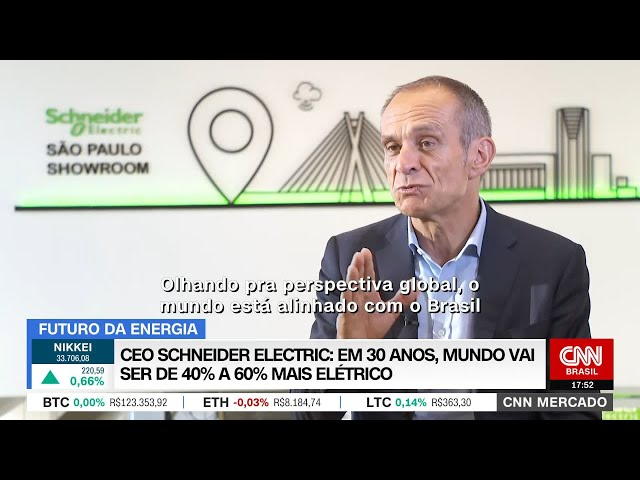 Schneider
Electric
SÃO PAULO
SHOWROOM
Olhando pra perspectiva global, o
mundo está alinhado com o Brasil
FUTURO DA ENERGIA
NIKKEI
33.706,08
220,59
0,66%
CEO SCHNEIDER ELECTRIC: EM 30 ANOS, MUNDO VAI
SER DE 40% A 60% MAIS ELÉTRICO
CNN
BRASIL
17:52
BTC 0,00% R$123.353,92 ETH -0,03% R$8.184,74 LTC 0,14% R$363,30 CNN MERCADO